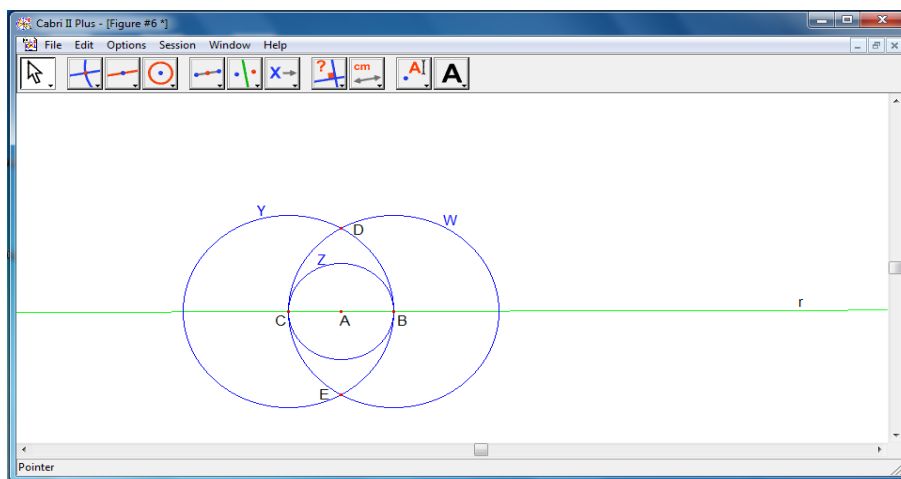 Cabri II Plus - [Figure #6 *]
File Edit Options Session Window Help
? cm A A
Y
W
D
Z
r
C A B
E
Pointer